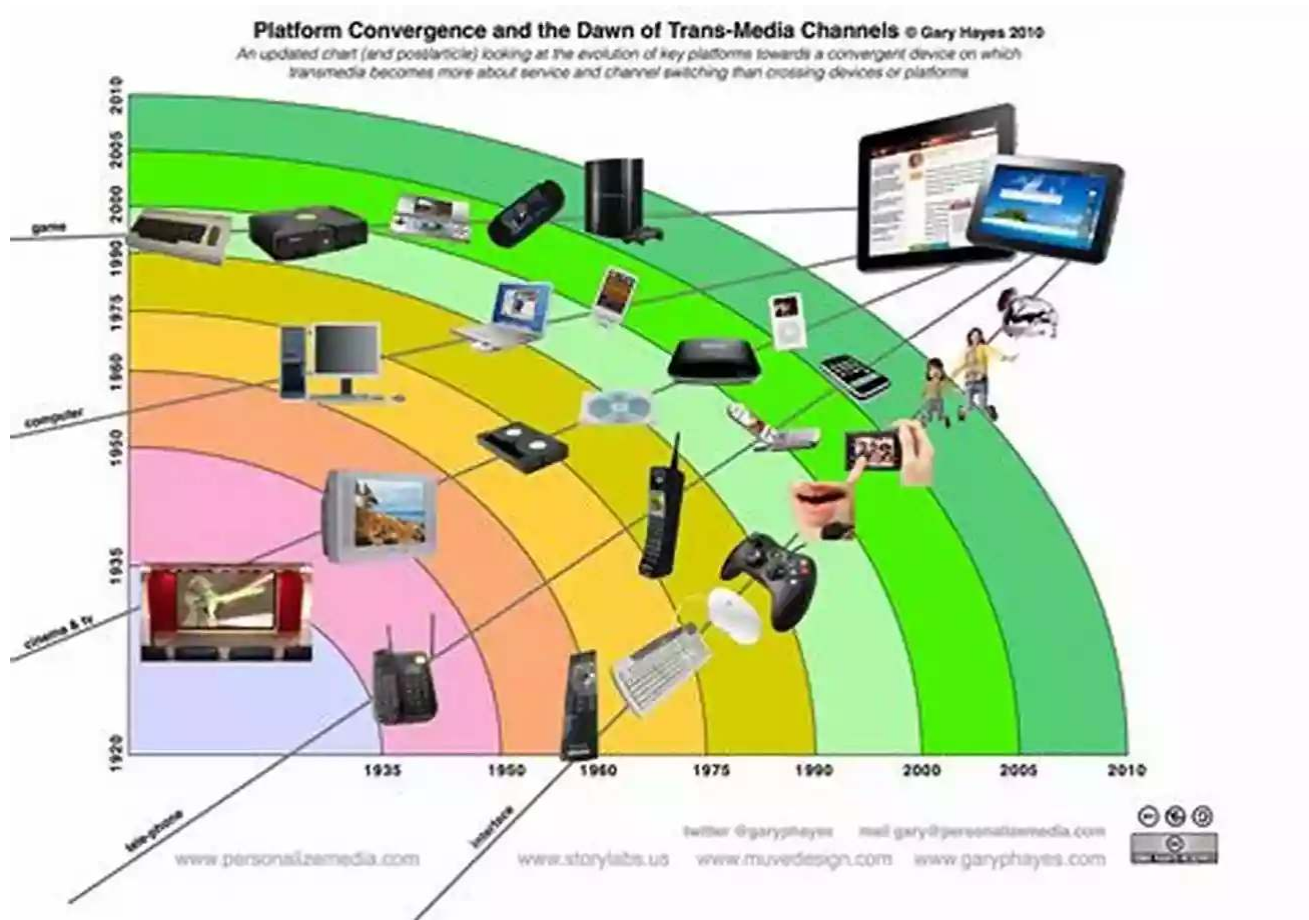 Platform Convergence and the Dawn of Trans-Media Channels © Gary Hayes 2010
An updated chart (and post/article) looking at the evolution of key platforms towards a convergent device on which
transmedia becomes more about service and channel switching than crossing devices or platforms
2010
2005
2000
1990
1975
1960
1950
1935
1920
game
computer
cinema & tv
tele-phone
interface
1935
1950
1960
1975
1990
2000
2005
2010
twitter @garyphayes mail gary@personalizemedia.com
www.personalizemedia.com www.storylabs.us www.muvedesign.com www.garyphayes.com